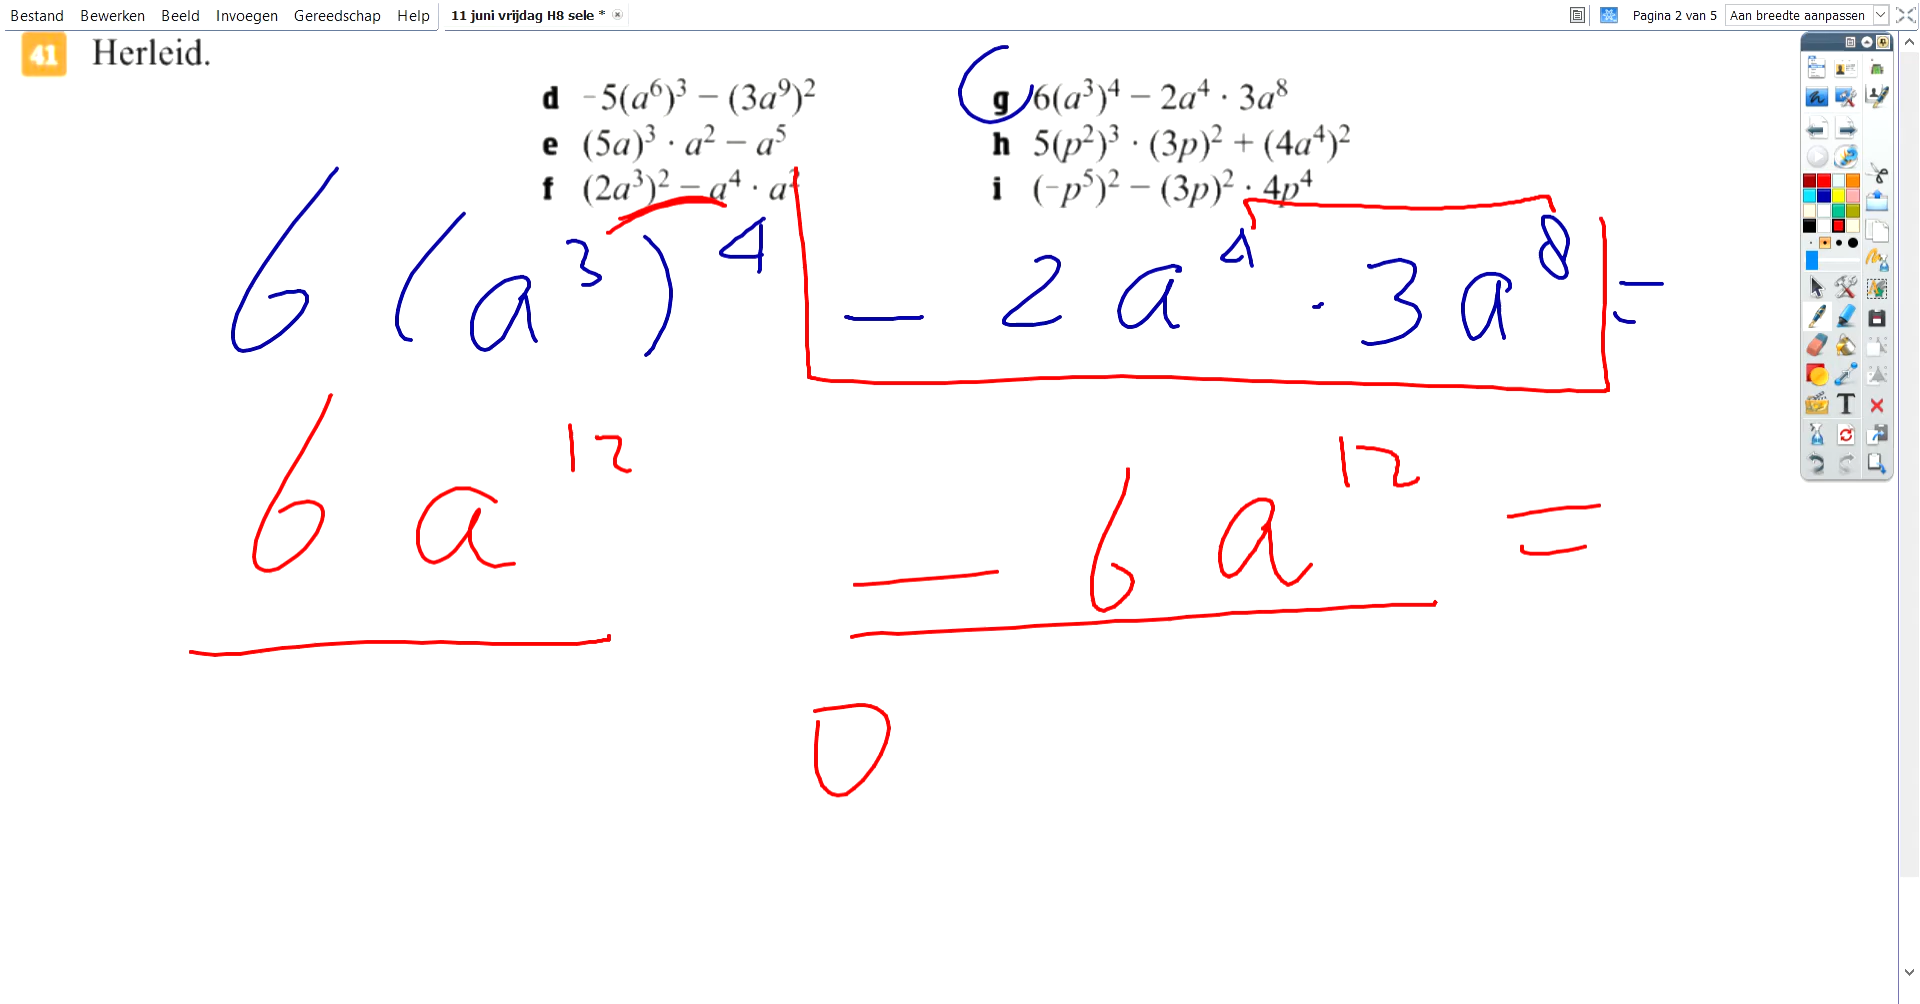 Bestand Bewerken Beeld Invoegen Gereedschap Help 11 juni vrijdag H8 sele * Pagina 2 van 5 Aan breedte aanpassen
41 Herleid.
d -5(a⁶)³ – (3a⁹)²
e (5a)³ · a² – a⁵
f (2a³)² – a⁴ · a
g 6(a³)⁴ – 2a⁴ · 3a⁸
h 5(p²)³ · (3p)² + (4a⁴)²
i (-p⁵)² – (3p)² · 4p⁴
6(a³)⁴ – 2a⁴ · 3a⁸ =
6a¹² – 6a¹² =
0
T